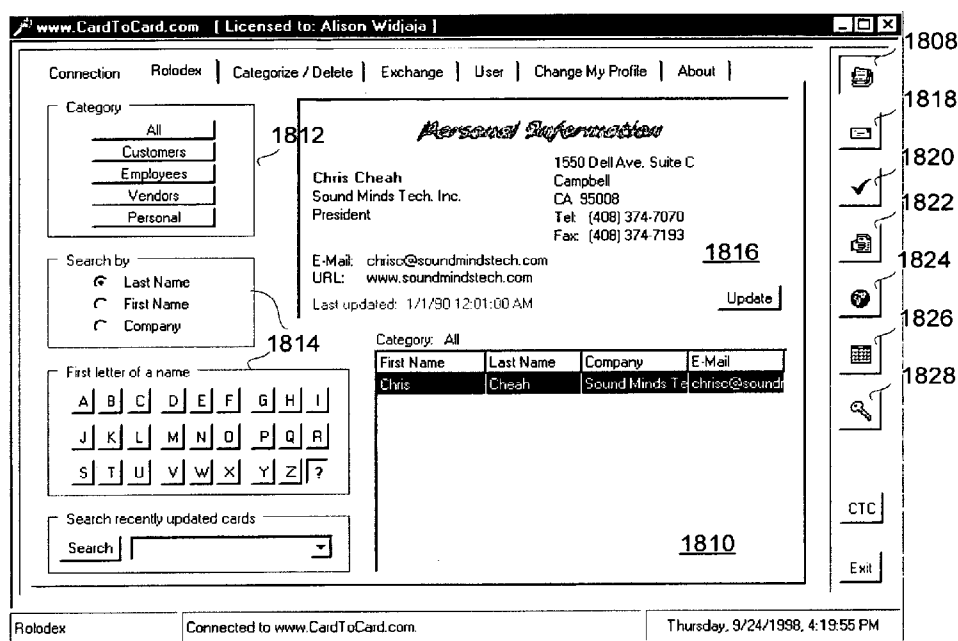 www.CardToCard.com [ Licensed to: Alison Widjaja ]
Connection Rolodex Categorize / Delete Exchange User Change My Profile About
Category
All
Customers
Employees
Vendors
Personal
1812
Search by
Last Name
First Name
Company
1814
First letter of a name
A B C D E F G H I
J K L M N O P Q R
S T U V W X Y Z ?
Search recently updated cards
Search
Personal Information
Chris Cheah
Sound Minds Tech. Inc.
President
1550 Dell Ave. Suite C
Campbell
CA 95008
Tel: (408) 374-7070
Fax: (408) 374-7193
E-Mail: chrisc@soundmindstech.com
URL: www.soundmindstech.com
Last updated: 1/1/90 12:01:00 AM
1816
Update
Category: All
First Name Last Name Company E-Mail
Chris Cheah Sound Minds Te chrisc@soundr
1810
1808
1818
1820
1822
1824
1826
1828
CTC
Exit
Rolodex Connected to www.CardToCard.com. Thursday, 9/24/1998, 4:19:55 PM